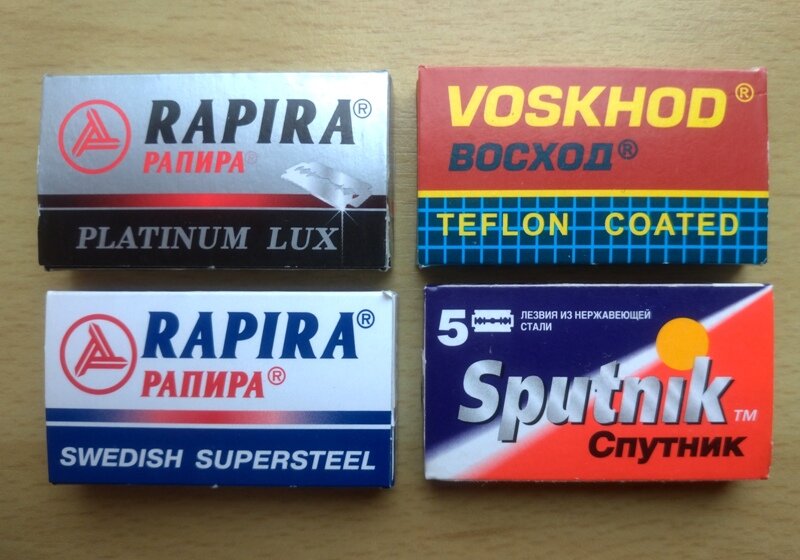 RAPIRA®
РАПИРА®
PLATINUM LUX
VOSKHOD®
ВОСХОД®
TEFLON COATED
RAPIRA®
РАПИРА®
SWEDISH SUPERSTEEL
5 ЛЕЗВИЯ ИЗ НЕРЖАВЕЮЩЕЙ
СТАЛИ
Sputnik™
Спутник